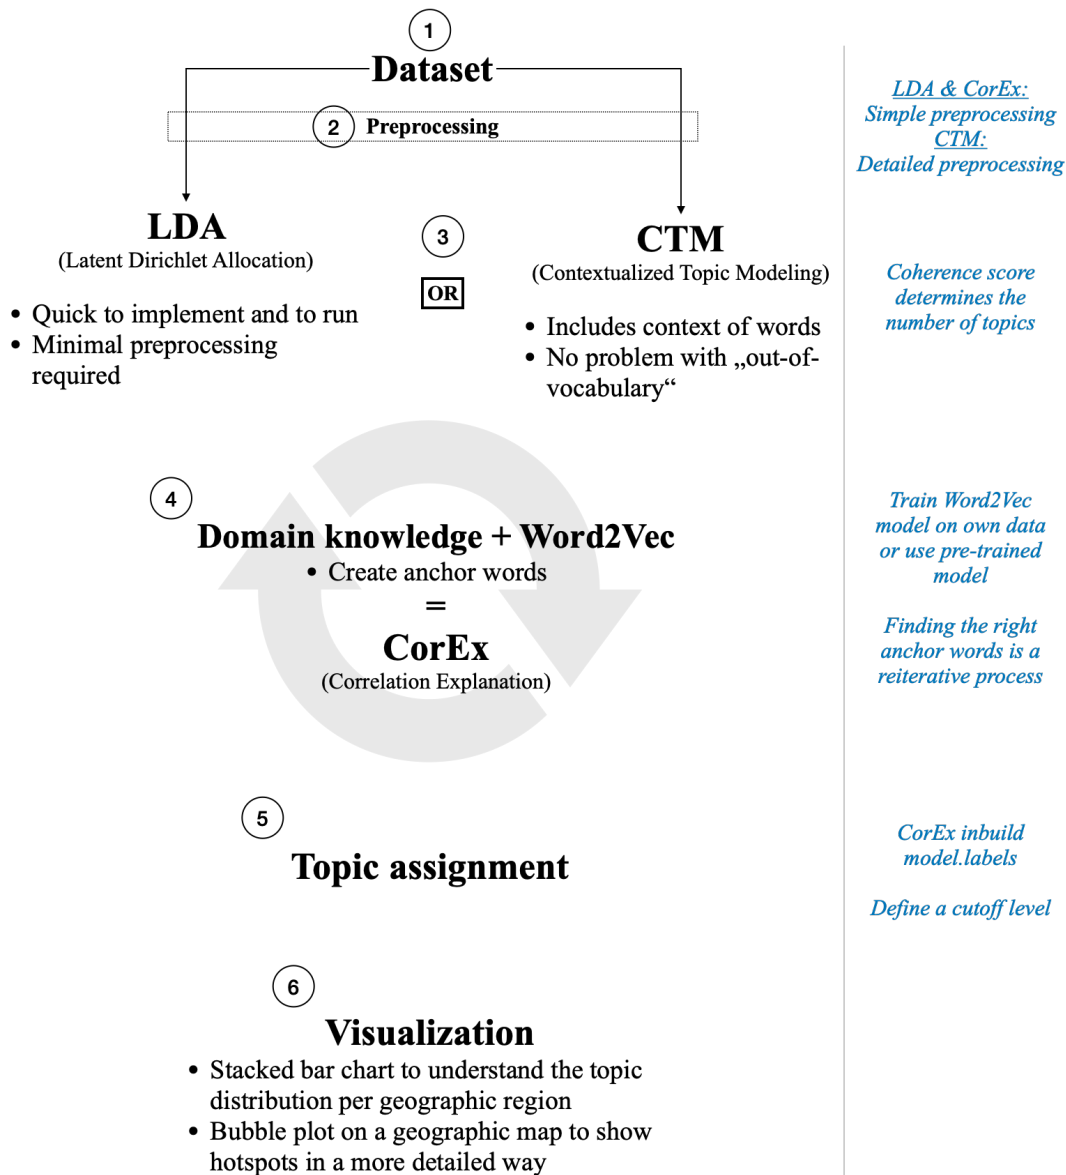 1
Dataset
2 Preprocessing
LDA & CorEx:
Simple preprocessing
CTM:
Detailed preprocessing
LDA
(Latent Dirichlet Allocation)
• Quick to implement and to run
• Minimal preprocessing
required
3
OR
CTM
(Contextualized Topic Modeling)
• Includes context of words
• No problem with „out-of-
vocabulary“
Coherence score
determines the
number of topics
4
Domain knowledge + Word2Vec
• Create anchor words
=
CorEx
(Correlation Explanation)
Train Word2Vec
model on own data
or use pre-trained
model
Finding the right
anchor words is a
reiterative process
5
Topic assignment
CorEx inbuild
model.labels
Define a cutoff level
6
Visualization
• Stacked bar chart to understand the topic
distribution per geographic region
• Bubble plot on a geographic map to show
hotspots in a more detailed way